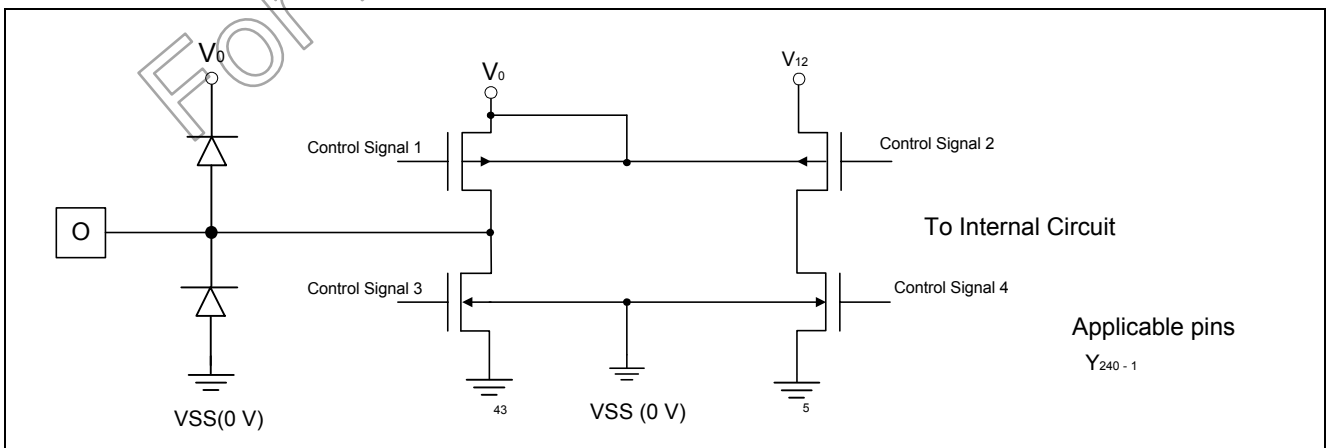 For
V0
V0
V12
Control Signal 1
Control Signal 2
O
To Internal Circuit
Control Signal 3
Control Signal 4
Applicable pins
Y240 - 1
VSS(0 V)
43
VSS (0 V)
5